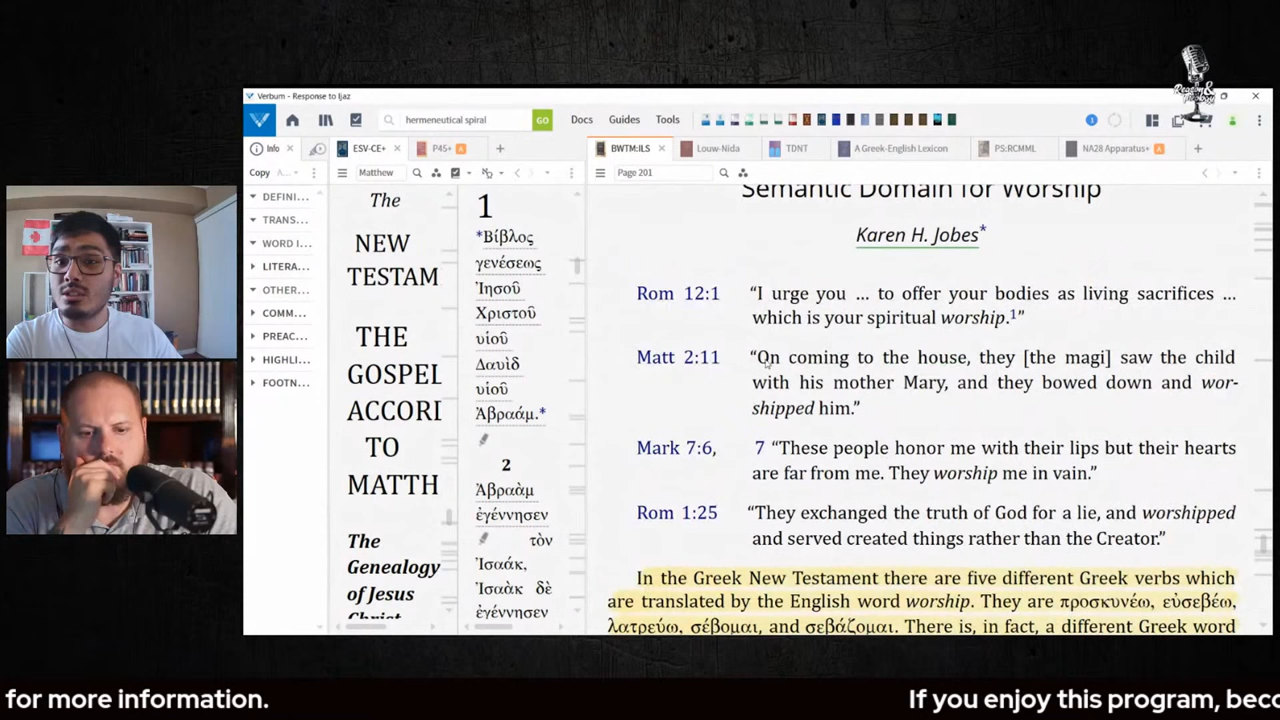 Reason&
Theology
Verbum - Response to Ijaz
hermeneutical spiral
GO
Docs
Guides
Tools
Info
ESV-CE+
P45+
BWTM:ILS
Louw-Nida
TDNT
A Greek-English Lexicon
PS:RCMML
NA28 Apparatus+
Copy
A...
Matthew
Page 201
DEFINI...
TRANS...
WORD I...
LITERA...
OTHER...
COMM...
PREAC...
HIGHLI...
FOOTN...
The
NEW
TESTAM
THE
GOSPEL
ACCORI
TO
MATTH
The
Genealogy
of Jesus
Christ
1
*Βίβλος
γενέσεως
Ἰησοῦ
Χριστοῦ
υἱοῦ
Δαυὶδ
υἱοῦ
Ἀβραάμ.*
2
Ἀβραὰμ
ἐγέννησεν
τὸν
Ἰσαάκ,
Ἰσαὰκ δὲ
ἐγέννησεν
Semantic Domain for Worship
Karen H. Jobes*
Rom 12:1 “I urge you … to offer your bodies as living sacrifices …
which is your spiritual worship.1”
Matt 2:11 “On coming to the house, they [the magi] saw the child
with his mother Mary, and they bowed down and wor-
shipped him.”
Mark 7:6, 7 “These people honor me with their lips but their hearts
are far from me. They worship me in vain.”
Rom 1:25 “They exchanged the truth of God for a lie, and worshipped
and served created things rather than the Creator.”
In the Greek New Testament there are five different Greek verbs which
are translated by the English word worship. They are προσκυνέω, εὐσεβέω,
λατρεύω, σέβομαι, and σεβάζομαι. There is, in fact, a different Greek word
for more information.
If you enjoy this program, beco